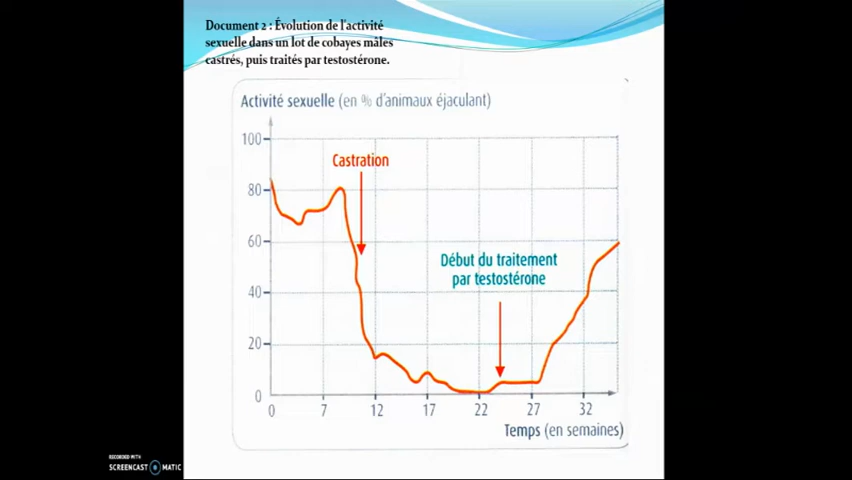 Document 2 : Évolution de l'activité
sexuelle dans un lot de cobayes mâles
castrés, puis traités par testostérone.
Activité sexuelle (en % d'animaux éjaculant)
100
Castration
80
60
Début du traitement
par testostérone
40
20
0
0 7 12 17 22 27 32
Temps (en semaines)
RECORDED WITH
SCREENCAST MATIC